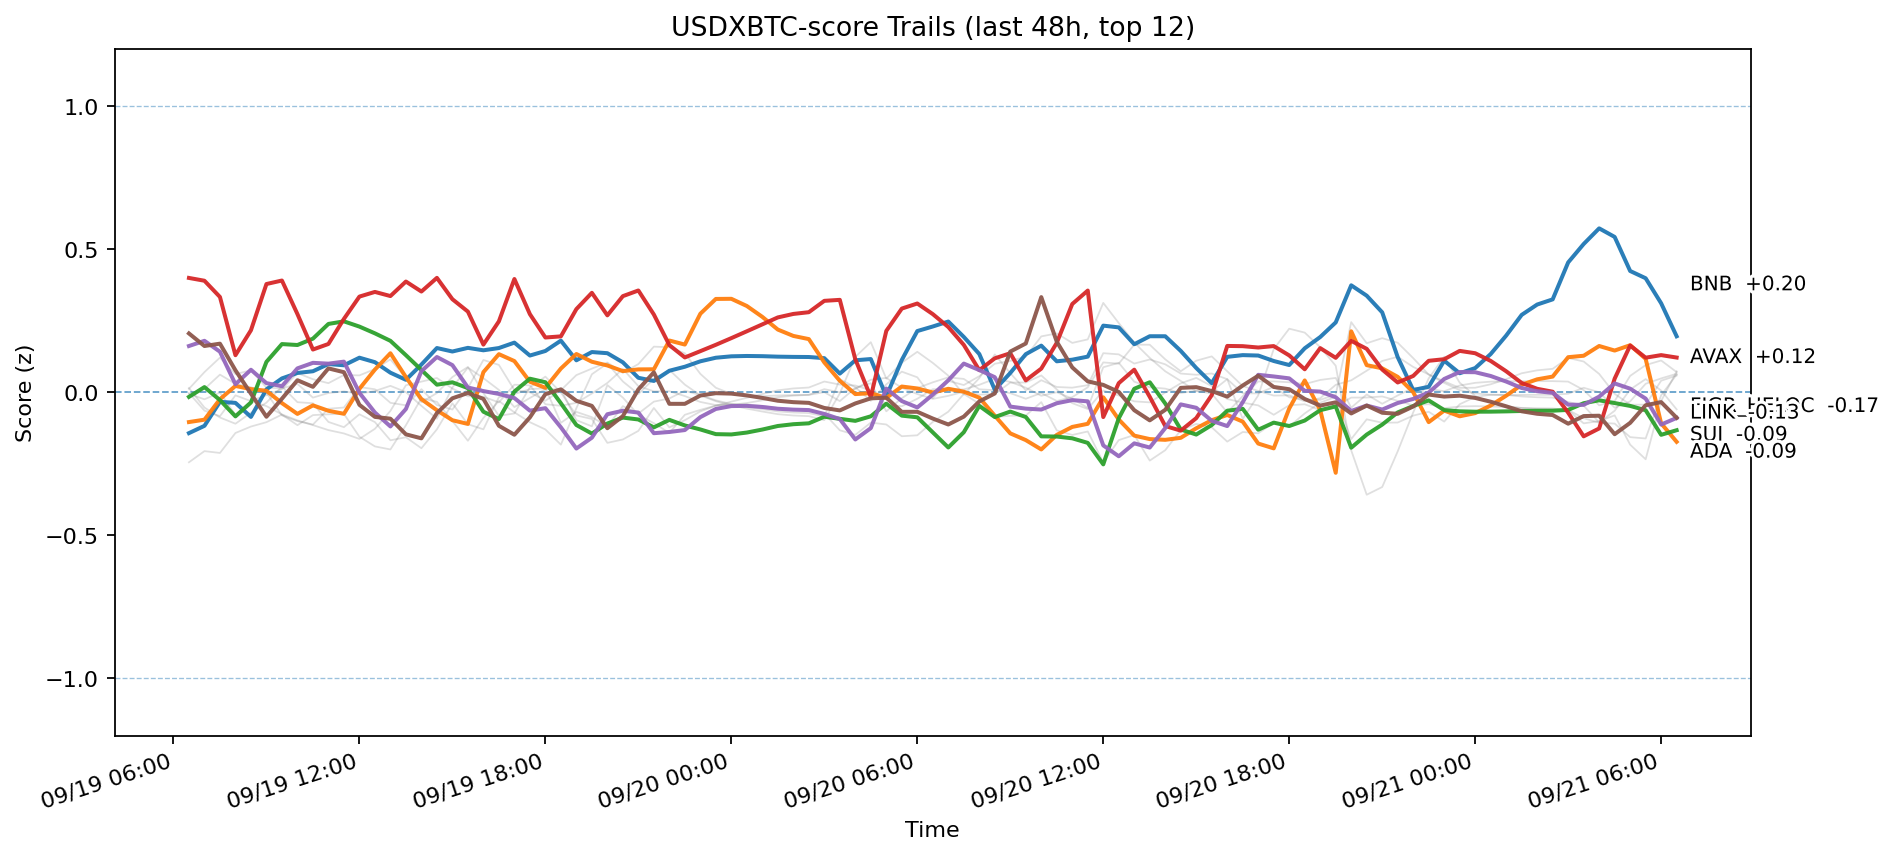 USDXBTC-score Trails (last 48h, top 12)
Score (z)
1.0
0.5
0.0
−0.5
−1.0
BNB +0.20
AVAX +0.12
-0.17
LINK -0.13
SUI -0.09
ADA -0.09
09/19 06:00
09/19 12:00
09/19 18:00
09/20 00:00
09/20 06:00
09/20 12:00
09/20 18:00
09/21 00:00
09/21 06:00
Time